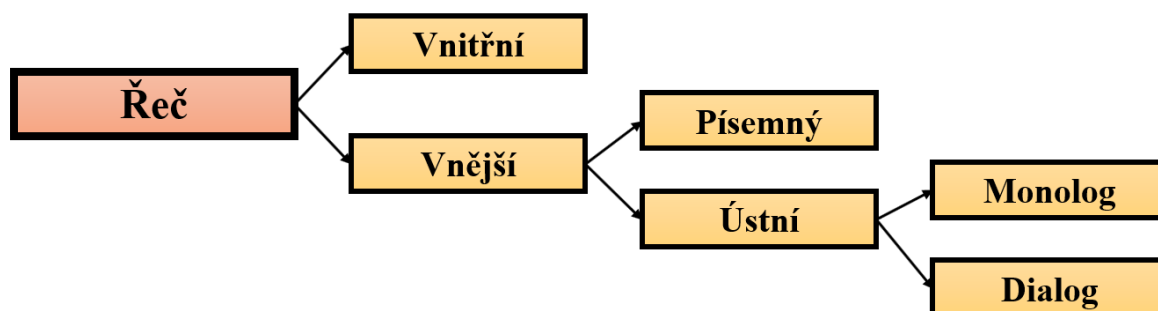 Řeč
Vnitřní
Vnější
Písemný
Ústní
Monolog
Dialog